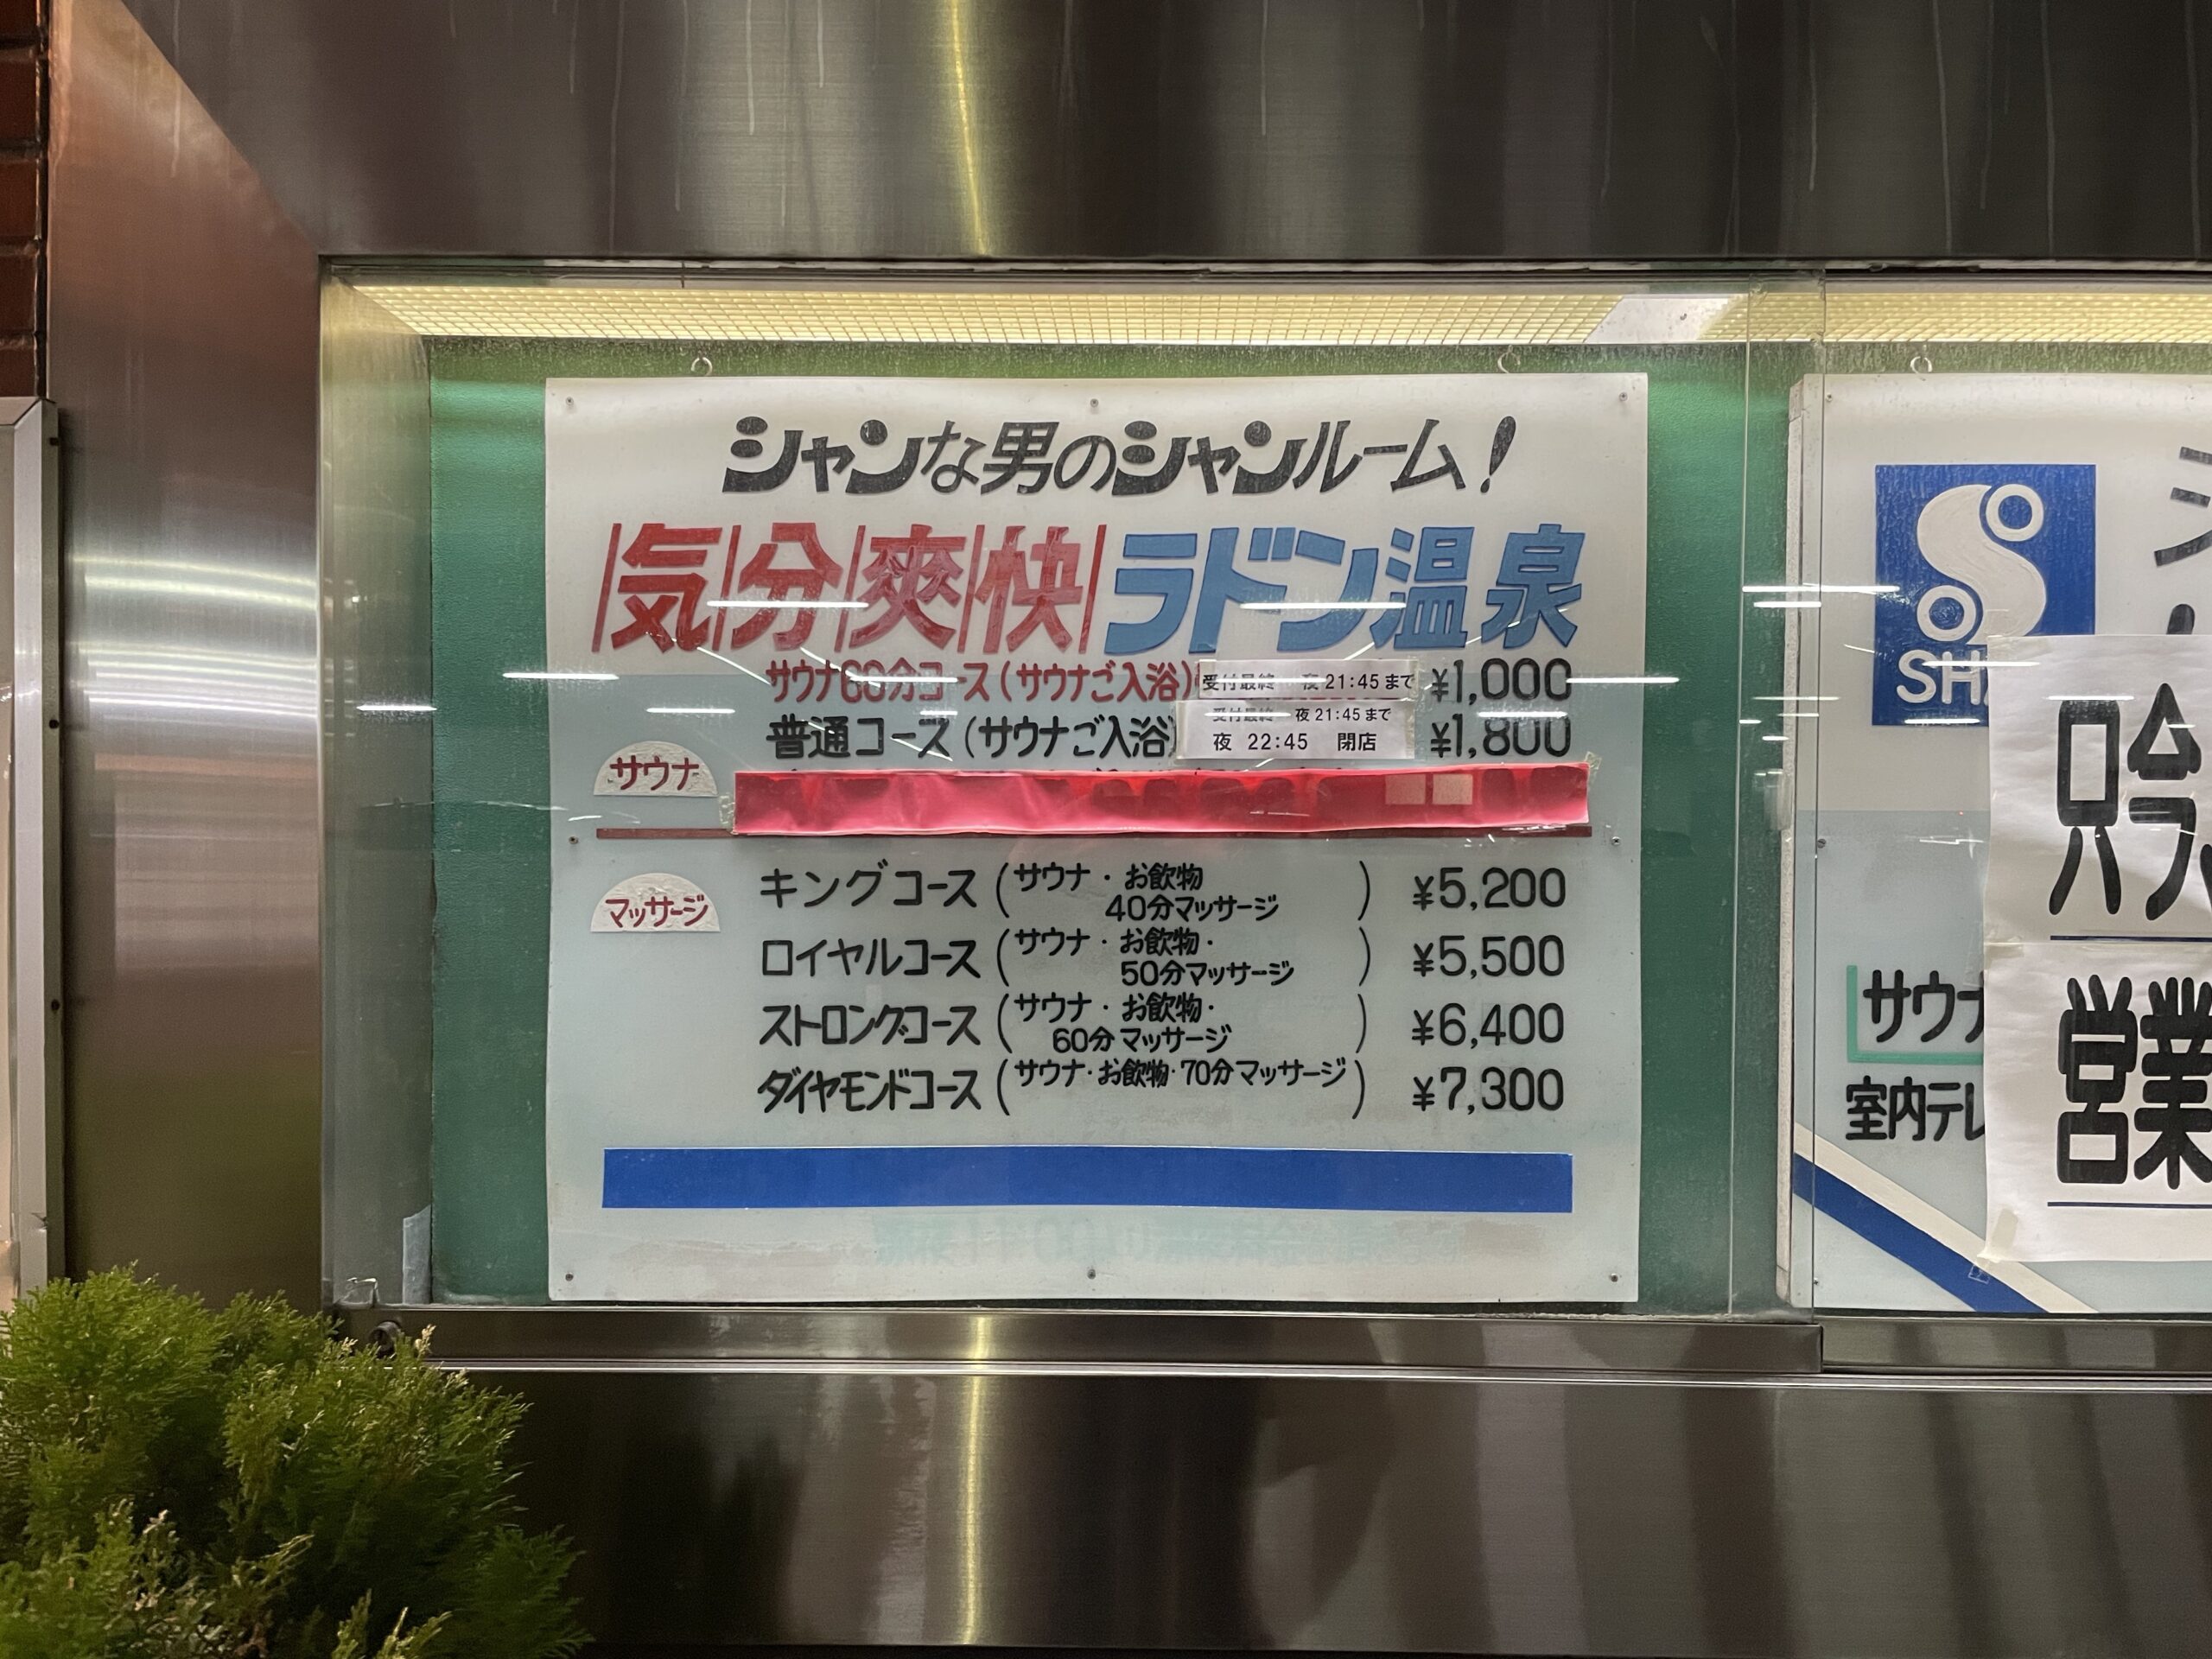 シャンな男のシャンルーム!
気分爽快ラドン温泉
サウナ60分コース(サウナご入浴) 受付最終 夜21:45まで ¥1,000
普通コース(サウナご入浴) 受付最終 夜21:45まで 夜 22:45 閉店 ¥1,800
サウナ
マッサージ
キングコース(サウナ・お飲物 40分マッサージ) ¥5,200
ロイヤルコース(サウナ・お飲物・50分マッサージ) ¥5,500
ストロングコース(サウナ・お飲物・60分マッサージ) ¥6,400
ダイヤモンドコース(サウナ・お飲物・70分マッサージ) ¥7,300
SH
只今
営業
サウナ
室内テレ